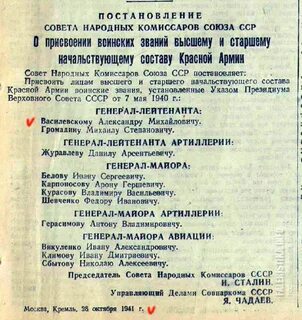 ПОСТАНОВЛЕНИЕ
СОВЕТА НАРОДНЫХ КОМИССАРОВ СОЮЗА ССР
О присвоении воинских званий высшему и старшему
начальствующему составу Красной Армии
Совет Народных Комиссаров Союза ССР постановляет:
Присвоить лицам высшего и старшего начальствующего состава
Красной Армии воинские звания, установленные Указом Президиума
Верховного Совета СССР от 7 мая 1940 г.:
ГЕНЕРАЛ-ЛЕЙТЕНАНТА:
Василевскому Александру Михайловичу.
Громадину Михаилу Степановичу.
ГЕНЕРАЛ-ЛЕЙТЕНАНТА АРТИЛЛЕРИИ:
Журавлеву Данилу Арсентьевичу.
ГЕНЕРАЛ-МАЙОРА:
Белову Ивану Сергеевичу.
Карпоносову Арону Гершевичу.
Курасову Владимиру Васильевичу.
Шевченко Федору Ивановичу.
ГЕНЕРАЛ-МАЙОРА АРТИЛЛЕРИИ:
Герасимову Антону Владимировичу.
ГЕНЕРАЛ-МАЙОРА АВИАЦИИ:
Викуленко Ивану Александровичу.
Климову Ивану Дмитриевичу.
Сбытову Николаю Алексеевичу.
Председатель Совета Народных Комиссаров СССР
И. СТАЛИН.
Управляющий Делами Совнаркома СССР
Я. ЧАДАЕВ.
Москва, Кремль, 28 октября 1941 г.